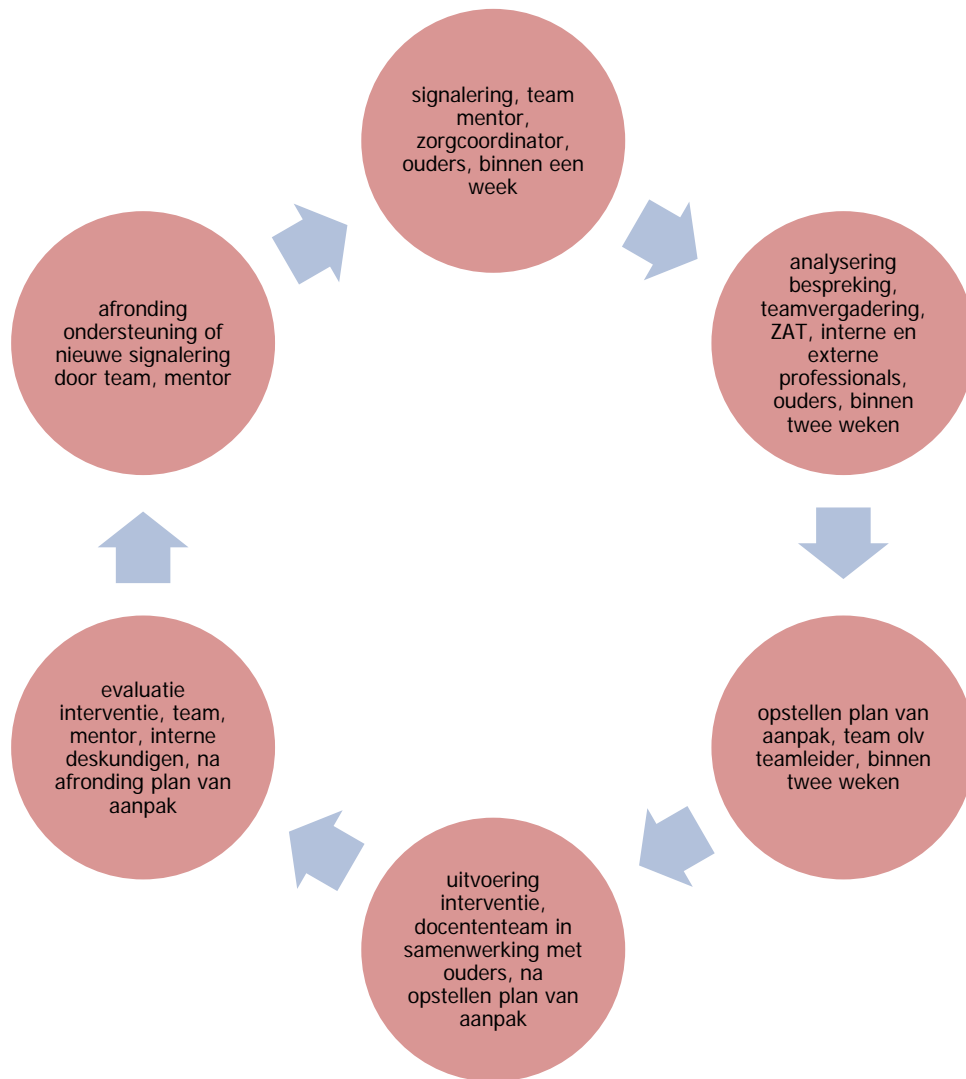 signalering, team
mentor,
zorgcoordinator,
ouders, binnen een
week
analysering
bespreking,
teamvergadering,
ZAT, interne en
externe
professionals,
ouders, binnen
twee weken
opstellen plan van
aanpak, team olv
teamleider, binnen
twee weken
uitvoering
interventie,
docententeam in
samenwerking met
ouders, na
opstellen plan van
aanpak
evaluatie
interventie, team,
mentor, interne
deskundigen, na
afronding plan van
aanpak
afronding
ondersteuning of
nieuwe signalering
door team, mentor